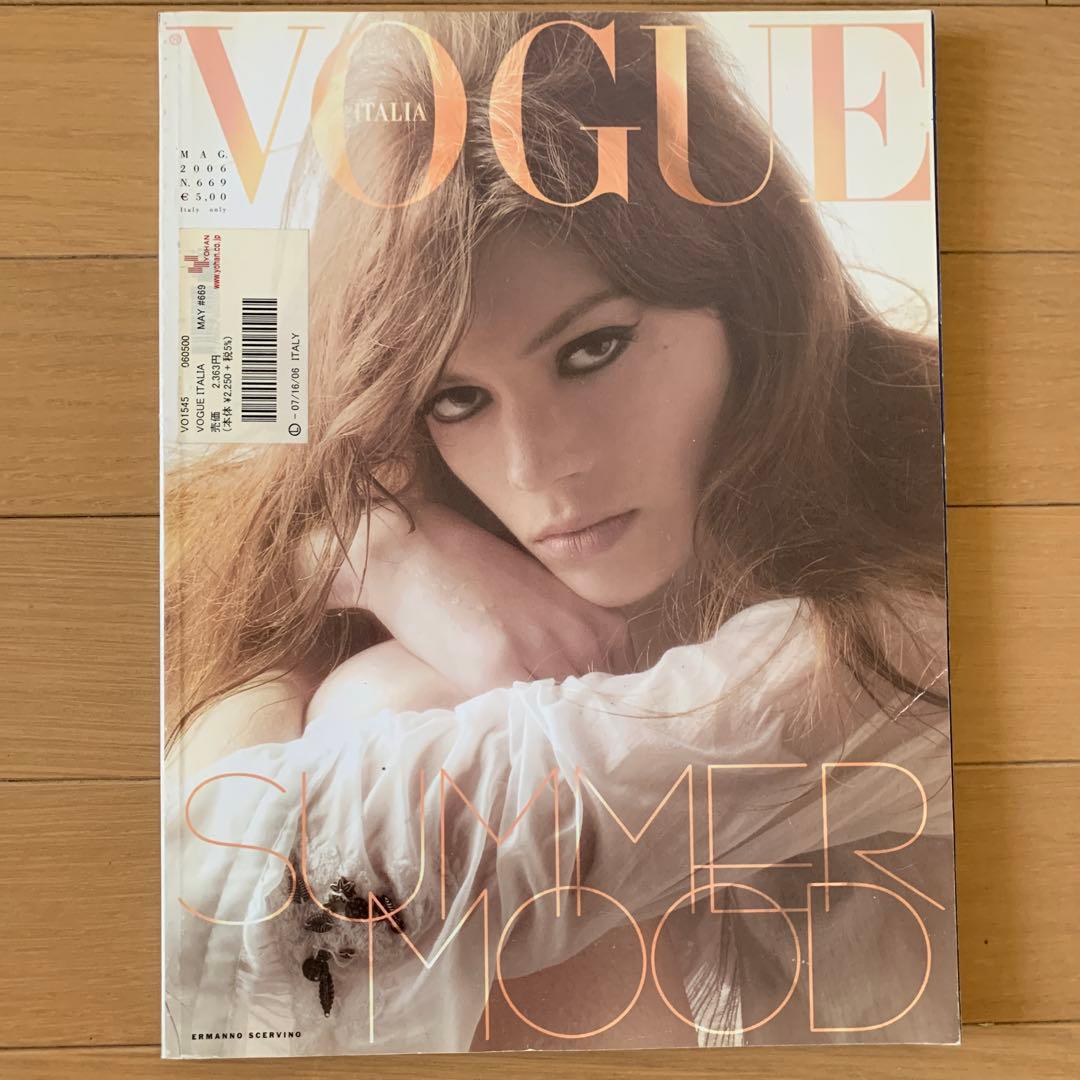 VOGUE
ITALIA
®
MAG.
2006
N. 669
€ 5,00
Italy only
VO1545 060500
VOGUE ITALIA MAY #669
売価 2,363円
(本体 ¥2,250 + 税5%)
YOHAN
www.yohan.co.jp
Ⓛ - 07/16/06 ITALY
SUMMER
MOOD
ERMANNO SCERVINO